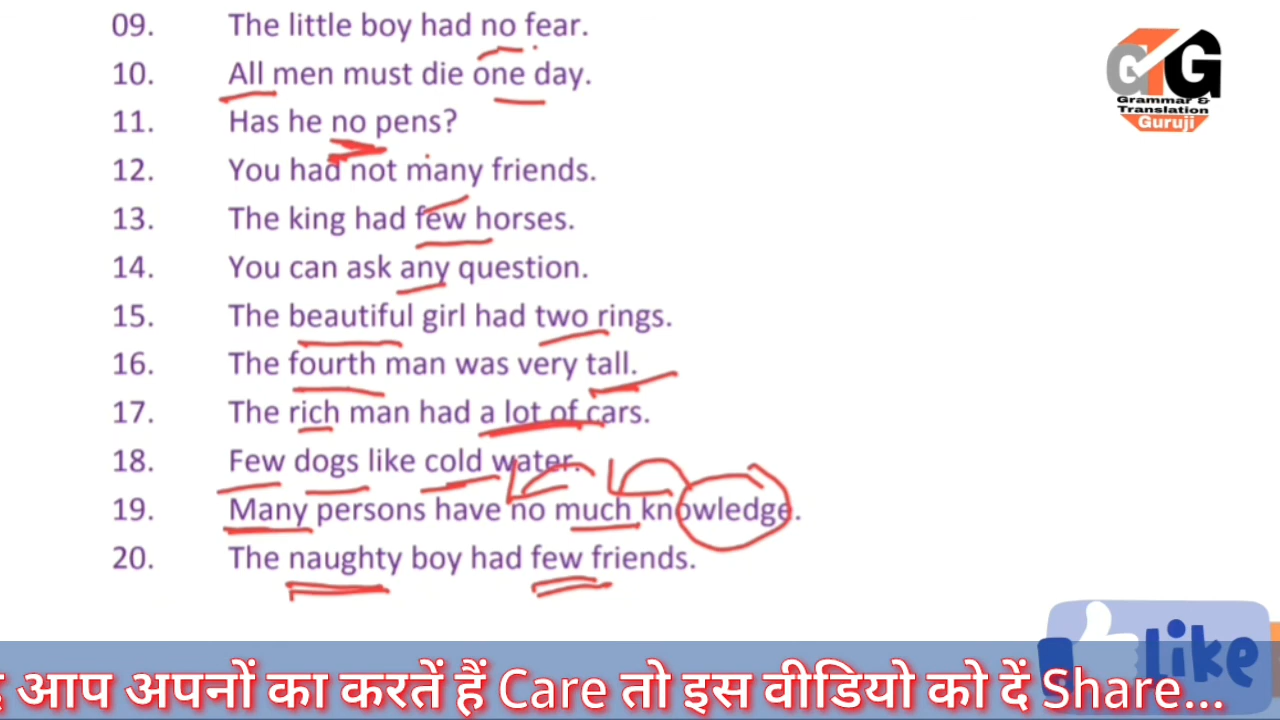 09. The little boy had no fear.
10. All men must die one day.
11. Has he no pens?
12. You had not many friends.
13. The king had few horses.
14. You can ask any question.
15. The beautiful girl had two rings.
16. The fourth man was very tall.
17. The rich man had a lot of cars.
18. Few dogs like cold water.
19. Many persons have no much knowledge.
20. The naughty boy had few friends.
GTG
Grammar &
Translation
Guruji
like
आप अपनों का करतें हैं Care तो इस वीडियो को दें Share...